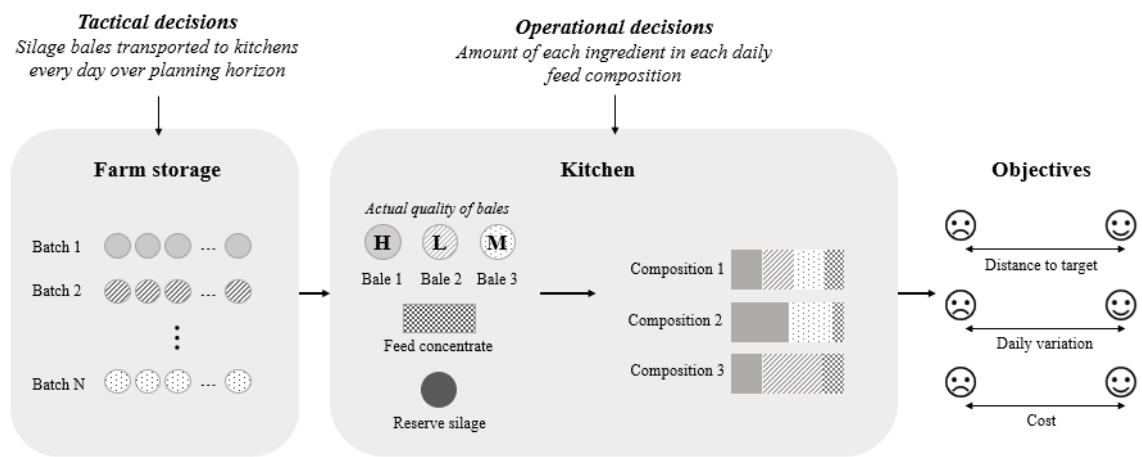 Tactical decisions
Silage bales transported to kitchens
every day over planning horizon
Operational decisions
Amount of each ingredient in each daily
feed composition
Farm storage
Batch 1
...
Batch 2
...
Batch N
...
Kitchen
Actual quality of bales
H
L
M
Bale 1
Bale 2
Bale 3
Feed concentrate
Reserve silage
Composition 1
Composition 2
Composition 3
Objectives
Distance to target
Daily variation
Cost